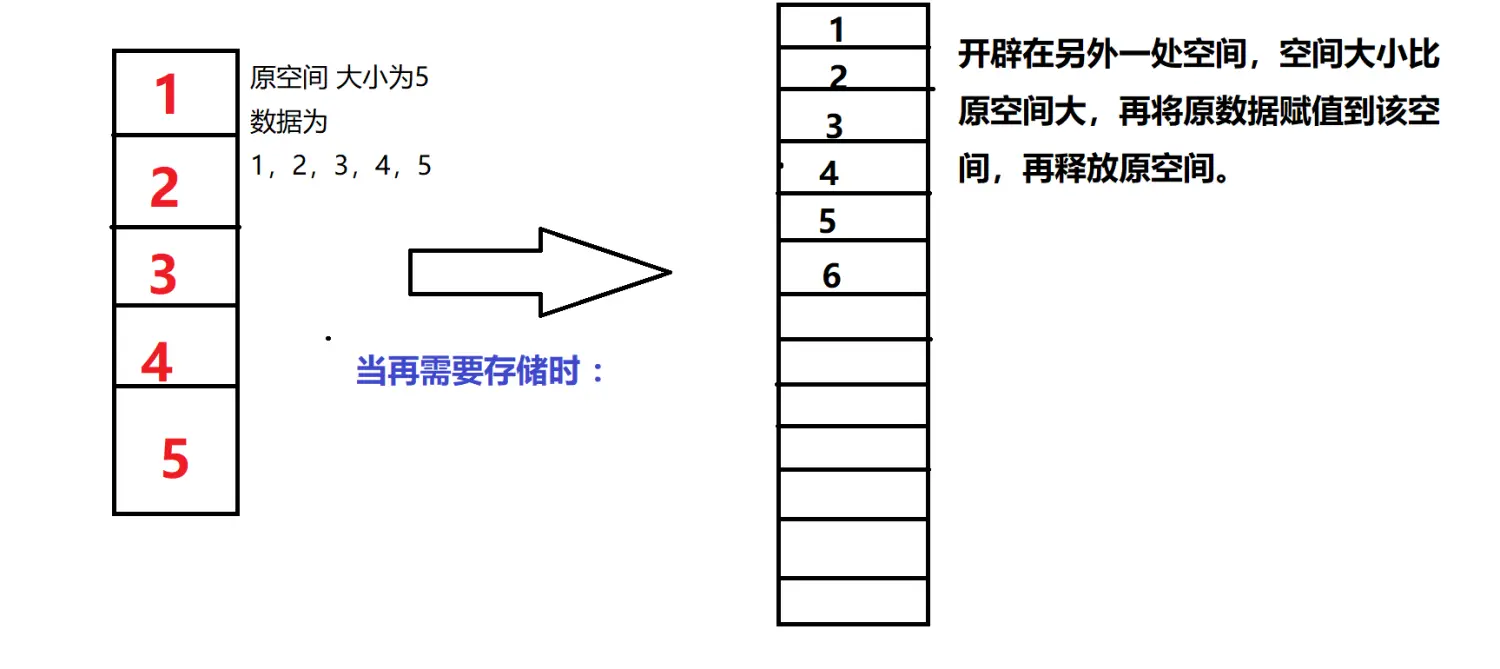 1
2
3
4
5
原空间 大小为5
数据为
1，2，3，4，5
当再需要存储时：
1
2
3
4
5
6
开辟在另外一处空间，空间大小比
原空间大，再将原数据赋值到该空
间，再释放原空间。